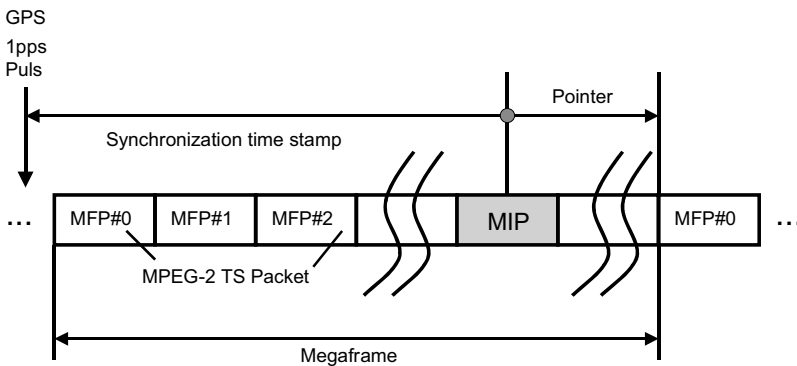 GPS
1pps
Puls
Pointer
Synchronization time stamp
... MFP#0 MFP#1 MFP#2 MIP MFP#0 ...
MPEG-2 TS Packet
Megaframe